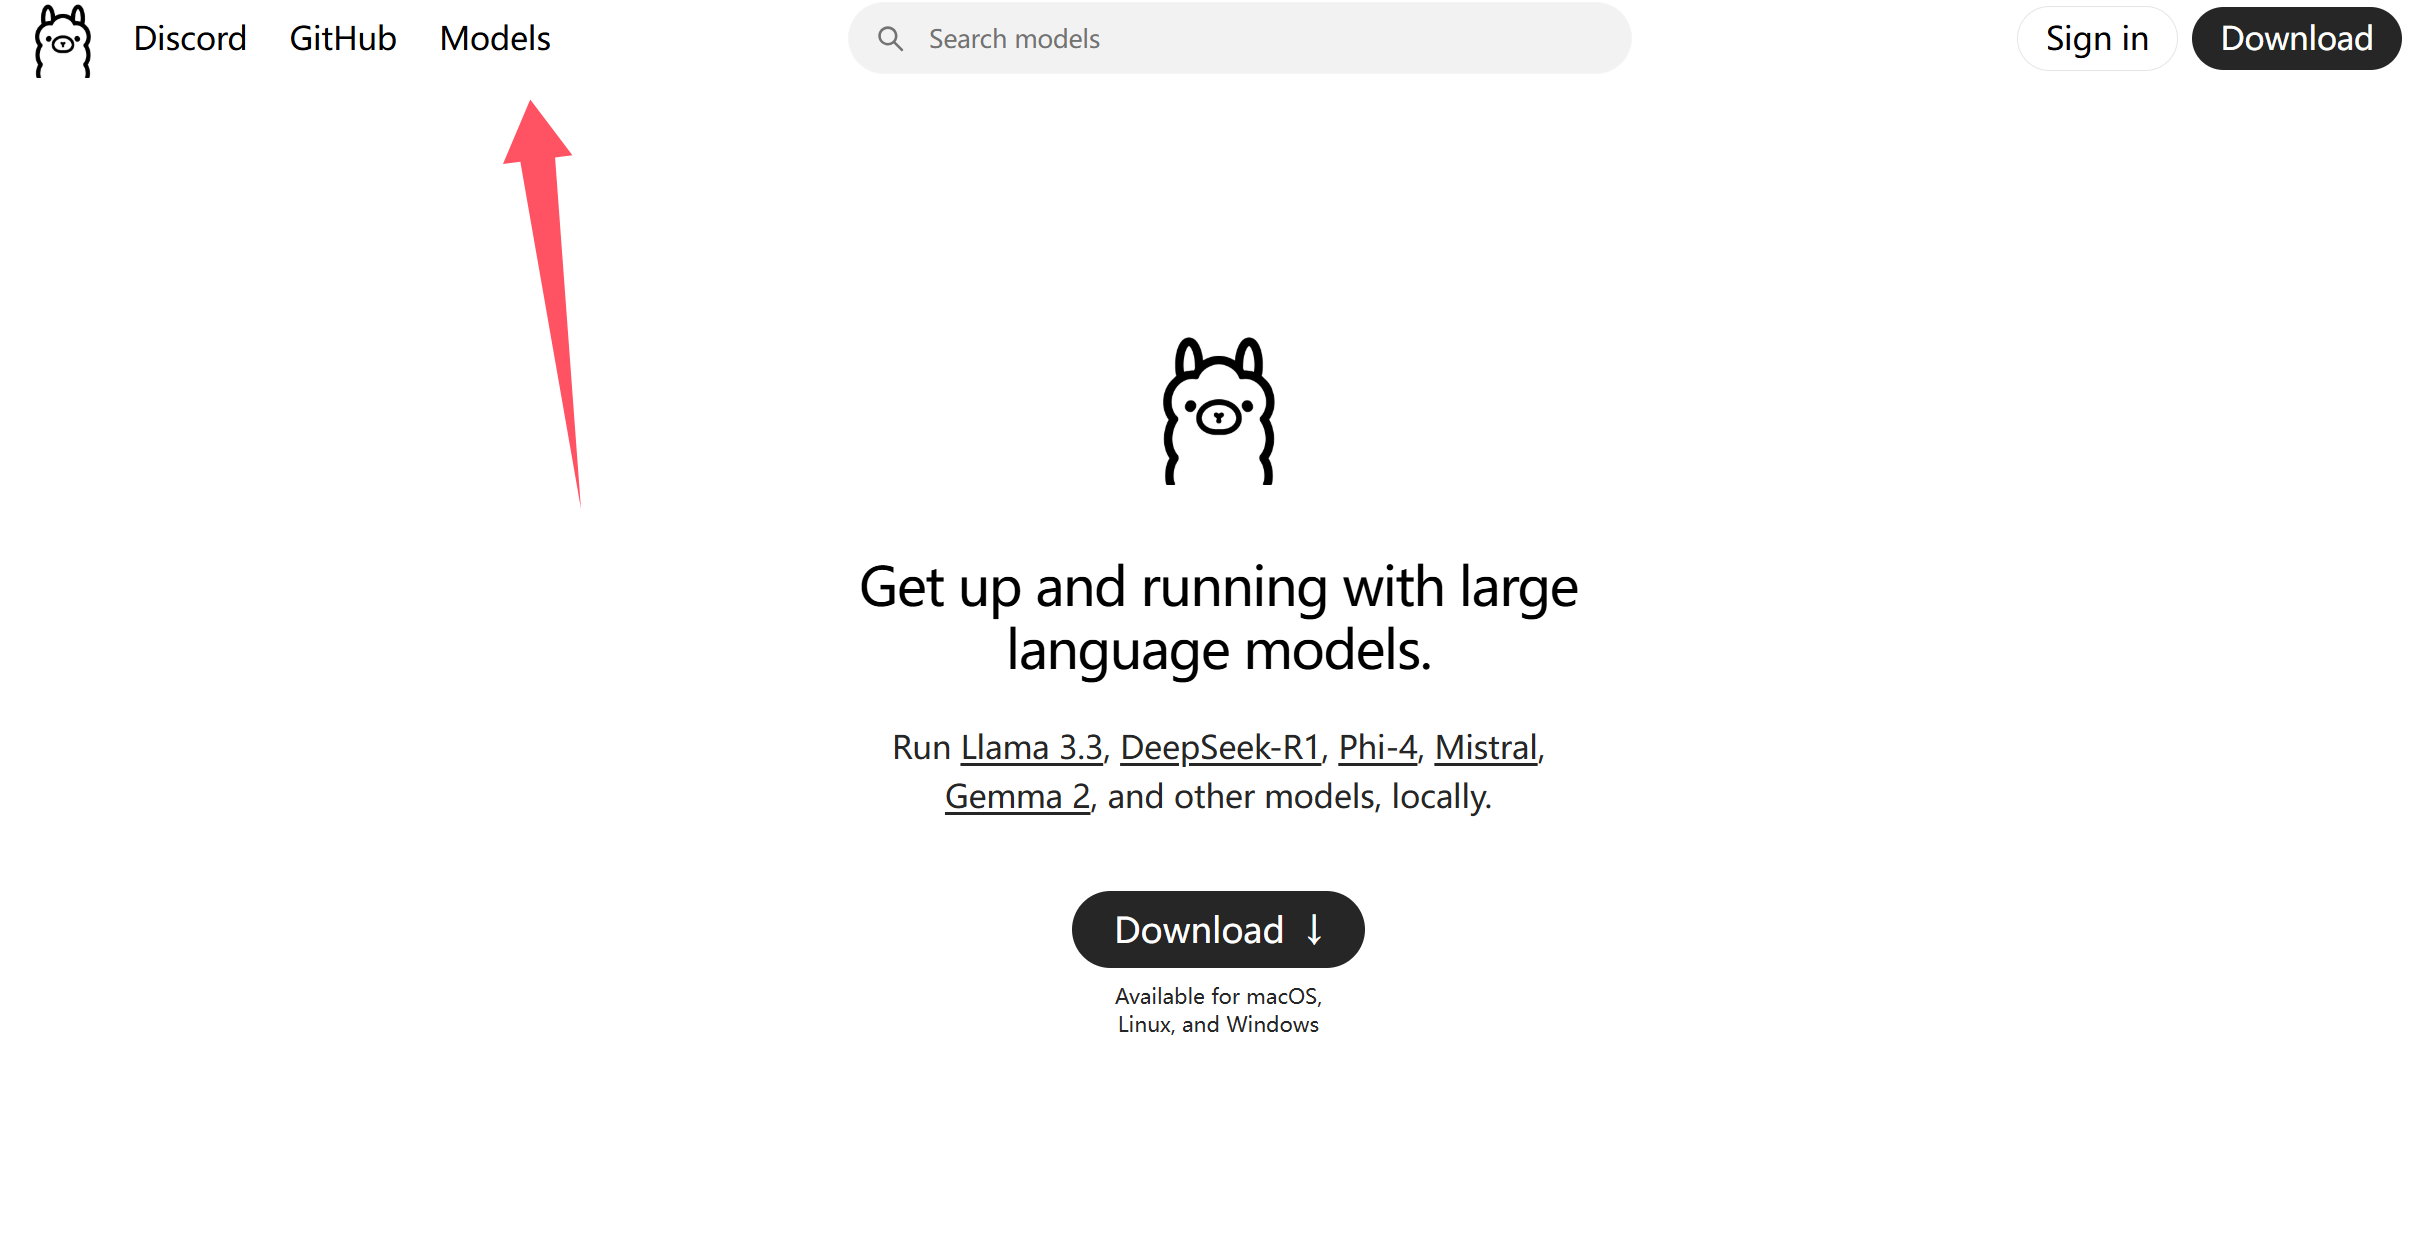 Discord GitHub Models Search models Sign in Download
Get up and running with large
language models.
Run Llama 3.3, DeepSeek-R1, Phi-4, Mistral,
Gemma 2, and other models, locally.
Download ↓
Available for macOS,
Linux, and Windows